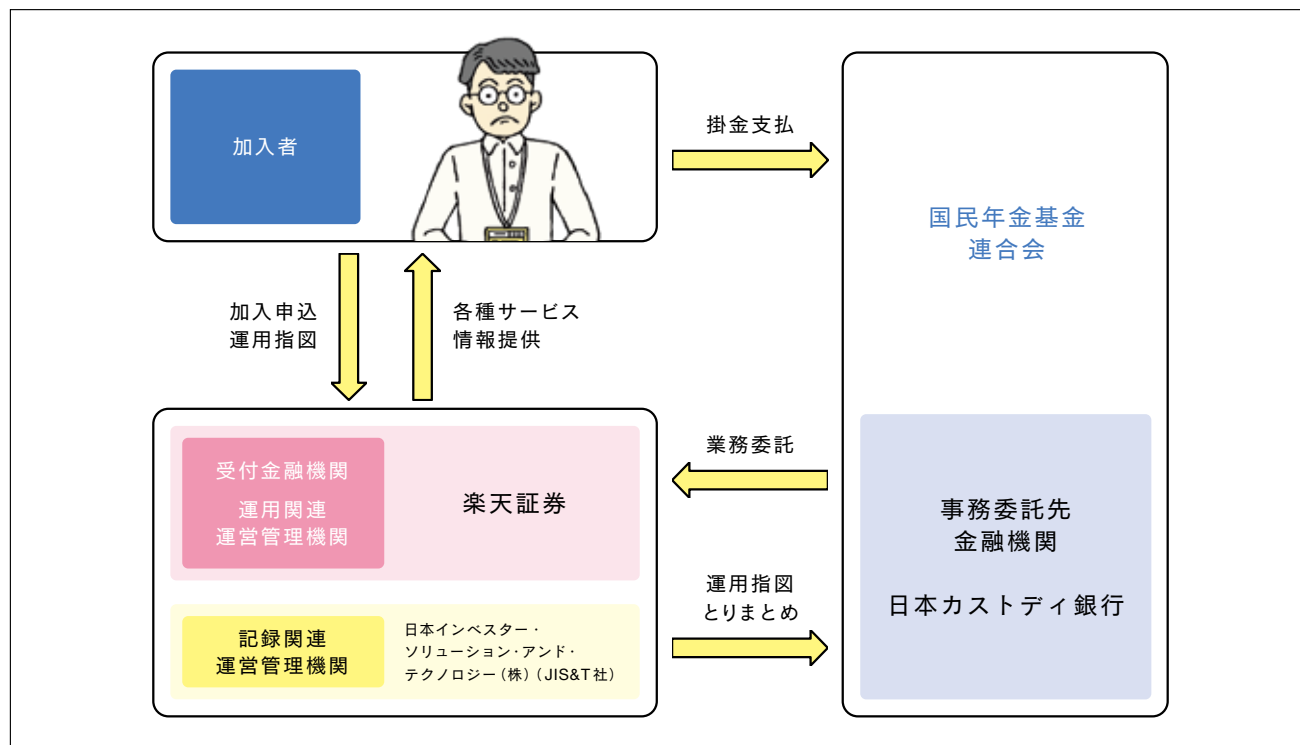 加入者
掛金支払
国民年金基金
連合会
加入申込
運用指図
各種サービス
情報提供
受付金融機関
運用関連
運営管理機関
楽天証券
業務委託
事務委託先
金融機関
日本カストディ銀行
運用指図
とりまとめ
記録関連
運営管理機関
日本インベスター・
ソリューション・アンド・
テクノロジー(株)(JIS&T社)